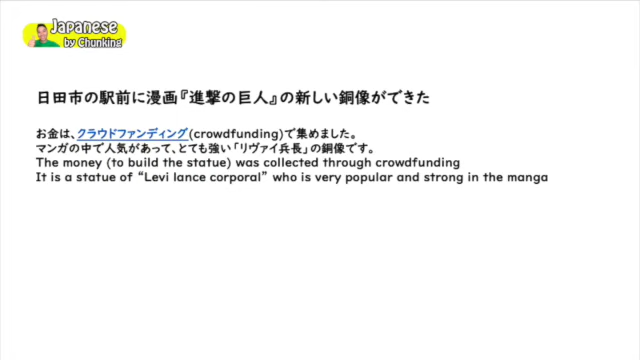 Japanese
by Chunking
日田市の駅前に漫画『進撃の巨人』の新しい銅像ができた
お金は、クラウドファンディング(crowdfunding)で集めました。
マンガの中で人気があって、とても強い「リヴァイ兵長」の銅像です。
The money (to build the statue) was collected through crowdfunding
It is a statue of “Levi lance corporal” who is very popular and strong in the manga